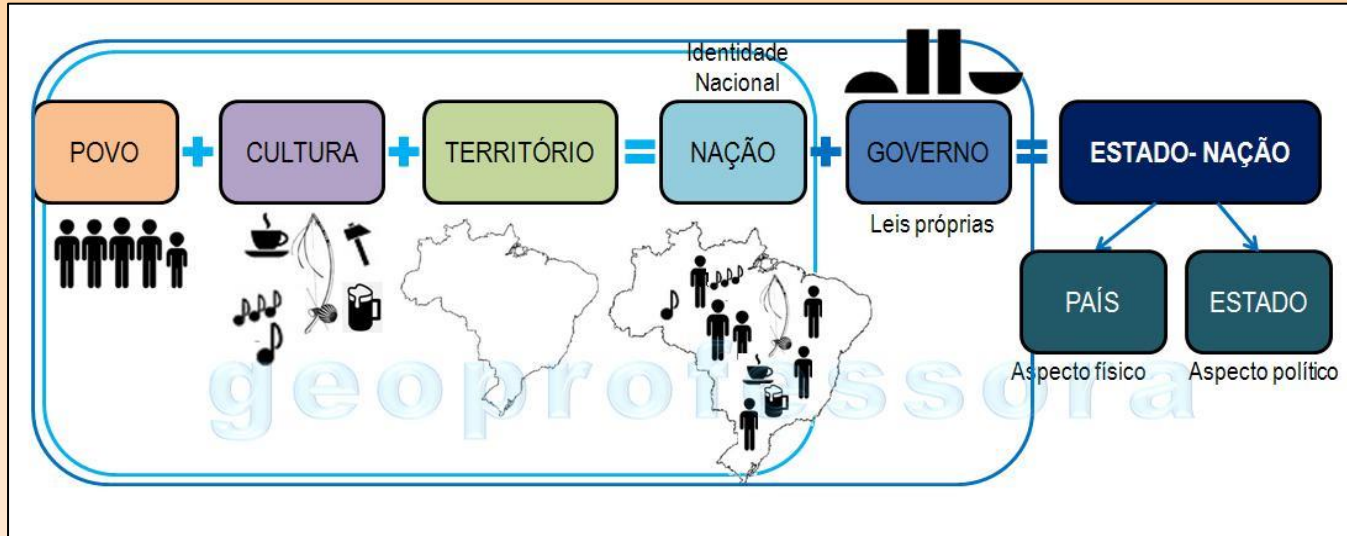 Identidade
Nacional
POVO + CULTURA + TERRITÓRIO = NAÇÃO + GOVERNO = ESTADO- NAÇÃO
Leis próprias
PAÍS ESTADO
Aspecto físico Aspecto político
geoprofessora